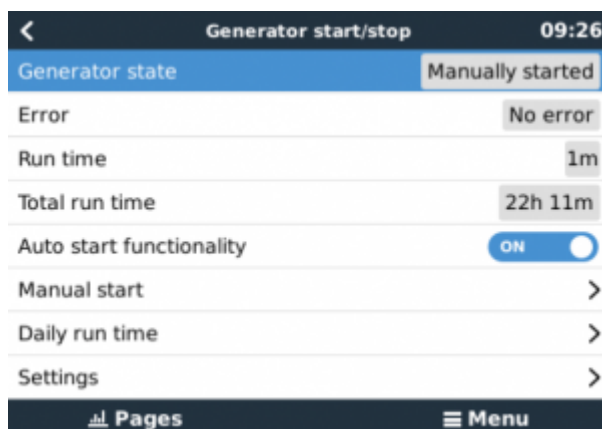 Generator start/stop 09:26
Generator state Manually started
Error No error
Run time 1m
Total run time 22h 11m
Auto start functionality ON
Manual start
Daily run time
Settings
Pages Menu